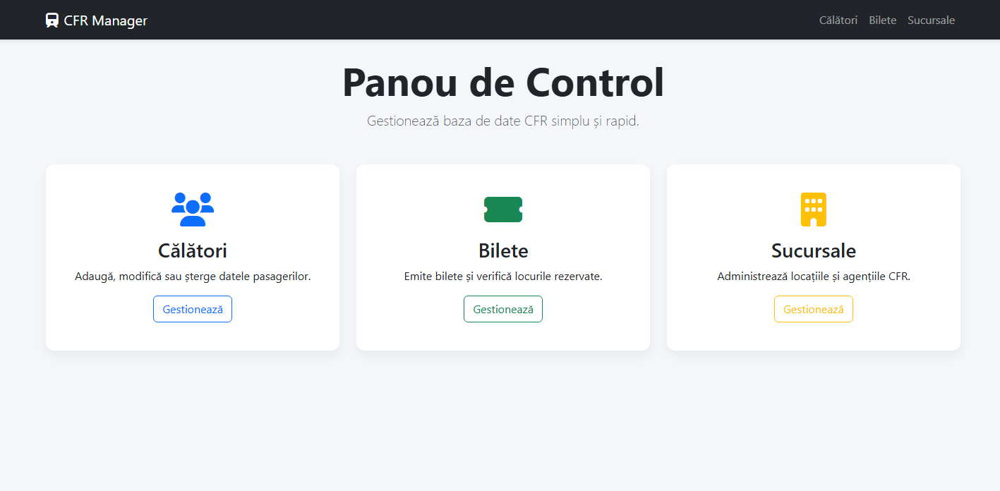 CFR Manager
Călători Bilete Sucursale
Panou de Control
Gestionează baza de date CFR simplu și rapid.
Călători
Adaugă, modifică sau șterge datele pasagerilor.
Gestionează
Bilete
Emite bilete și verifică locurile rezervate.
Gestionează
Sucursale
Administrează locațiile și agențiile CFR.
Gestionează